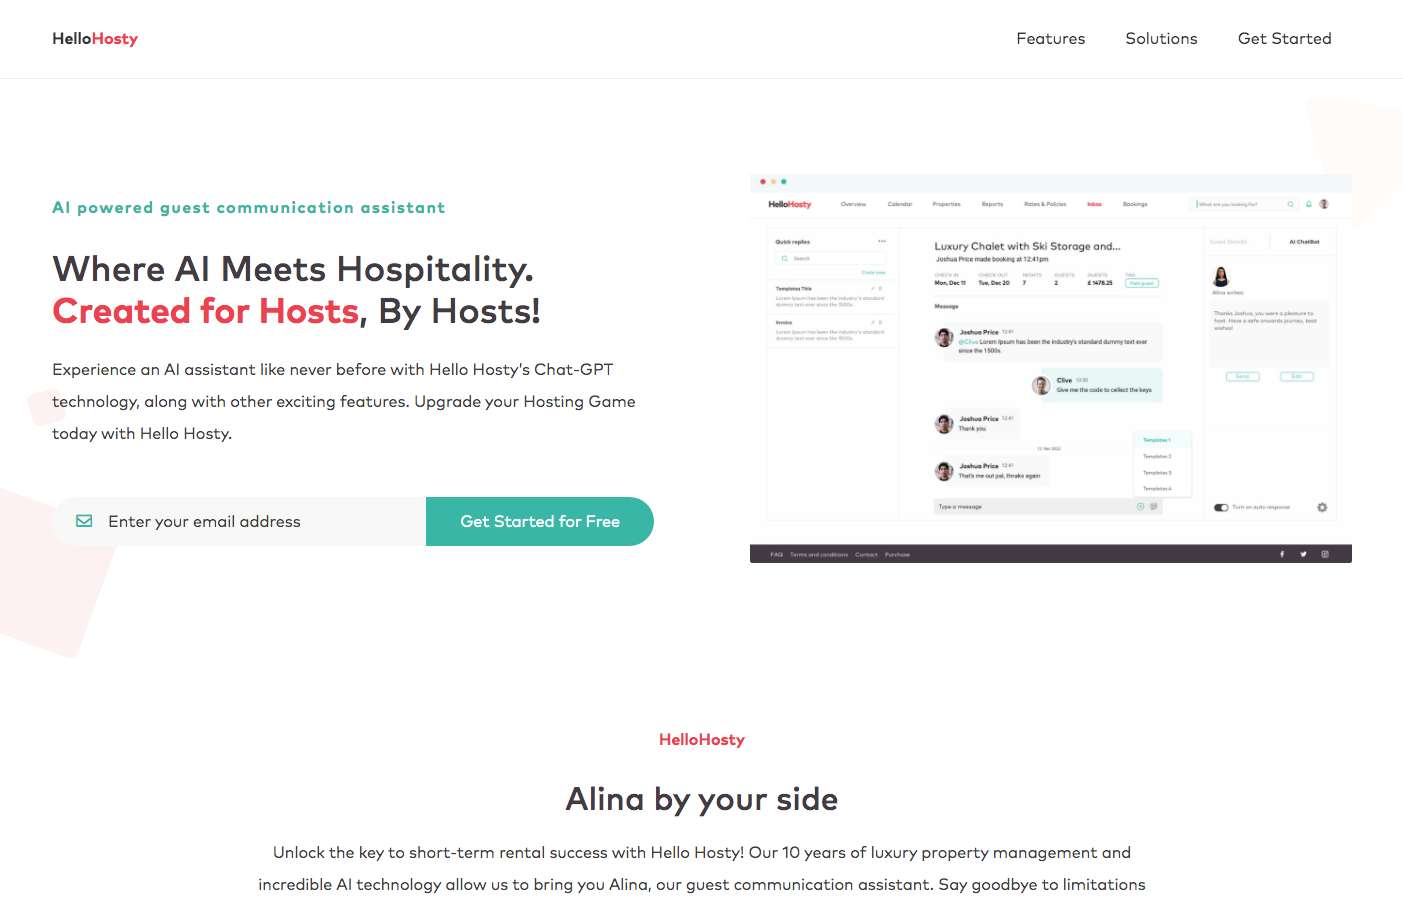 HelloHosty
Features Solutions Get Started
AI powered guest communication assistant
Where AI Meets Hospitality.
Created for Hosts, By Hosts!
Experience an AI assistant like never before with Hello Hosty's Chat-GPT
technology, along with other exciting features. Upgrade your Hosting Game
today with Hello Hosty.
Enter your email address
Get Started for Free
HelloHosty
Overview Calendar Properties Reports Rates & Policies Inbox Bookings
What are you looking for?
Quick replies
Search
Create new
Templates Title
Lorem Ipsum has been the industry's standard
dummy text ever since the 1500s.
Invoice
Lorem Ipsum has been the industry's standard
dummy text ever since the 1500s.
Luxury Chalet with Ski Storage and...
Joshua Price made booking at 12:41pm
CHECK IN CHECK OUT NIGHTS GUESTS GUESTS TAG
Mon, Dec 11 Tue, Dec 20 7 2 £ 1478.25 Past guest
Message
Joshua Price 12:41
@Clive Lorem Ipsum has been the industry's standard dummy text ever
since the 1500s.
Clive
Give me the code to collect the keys
Joshua Price 12:41
Thank you
Joshua Price 12:41
That's me out pal, thnaks again
Templates 1
Templates 2
Templates 3
Templates 4
Type a message
Guest Details
AI ChatBot
Alina writes:
Thanks Joshua, you were a pleasure to
host. Have a safe onwards journey, best
wishes!
Send Edit
Turn on auto response
FAQ Terms and conditions Contact Purchase
HelloHosty
Alina by your side
Unlock the key to short-term rental success with Hello Hosty! Our 10 years of luxury property management and
incredible AI technology allow us to bring you Alina, our guest communication assistant. Say goodbye to limitations